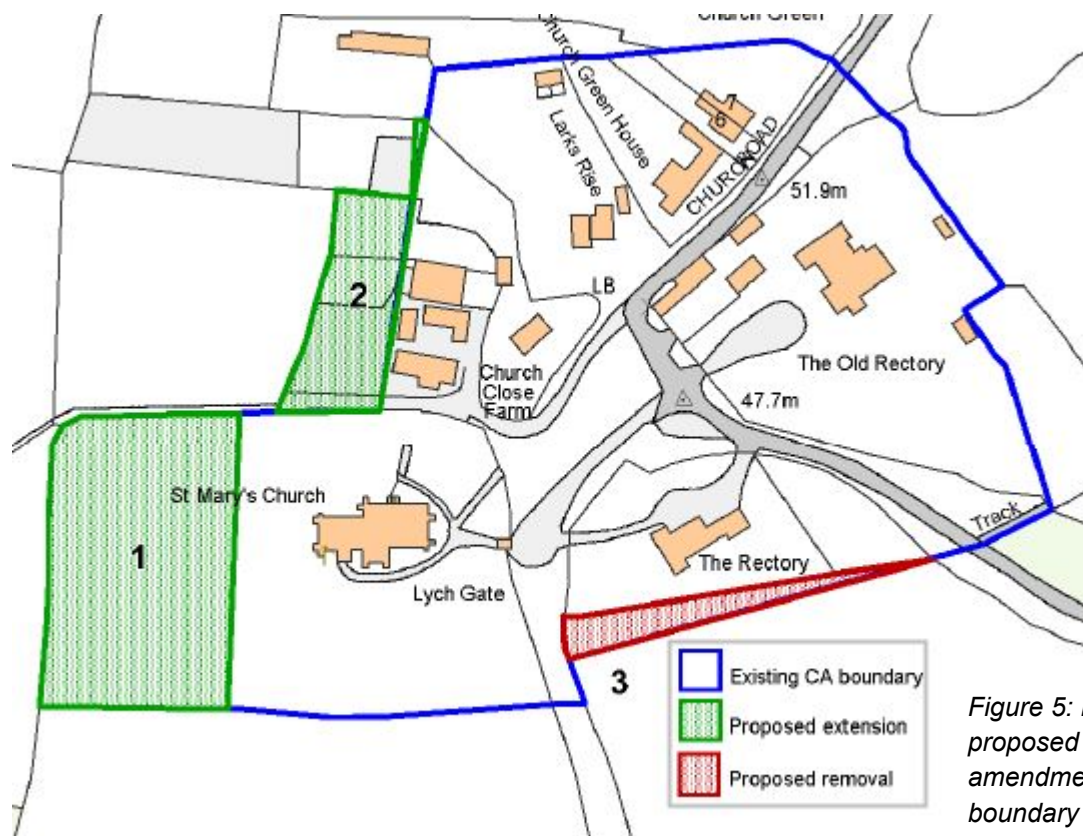 Church Green
Church Green House
7
6
Larks Rise
ROAD
51.9m
2
LB
The Old Rectory
Church
Close
Farm
47.7m
St Mary's Church
1
Track
The Rectory
Lych Gate
3
Existing CA boundary
Proposed extension
Proposed removal
Figure 5:
proposed
boundary